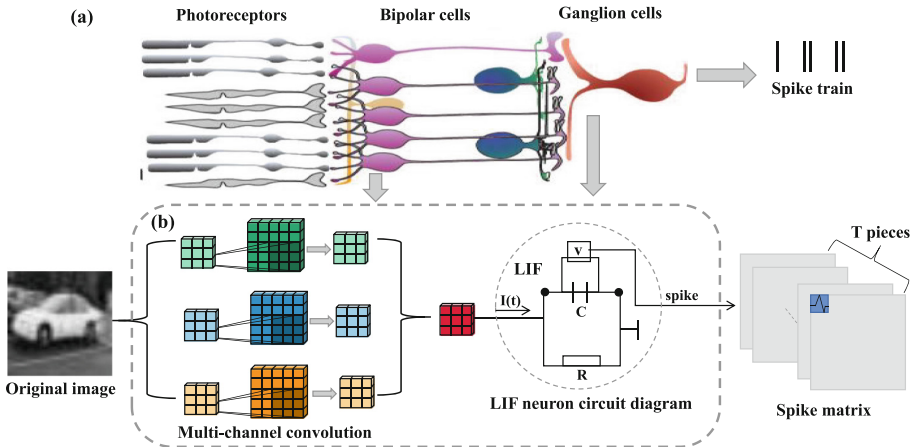 (a)
Photoreceptors
Bipolar cells
Ganglion cells
Spike train
(b)
Original image
Multi-channel convolution
LIF
I(t)
v
C
R
spike
LIF neuron circuit diagram
T pieces
Spike matrix